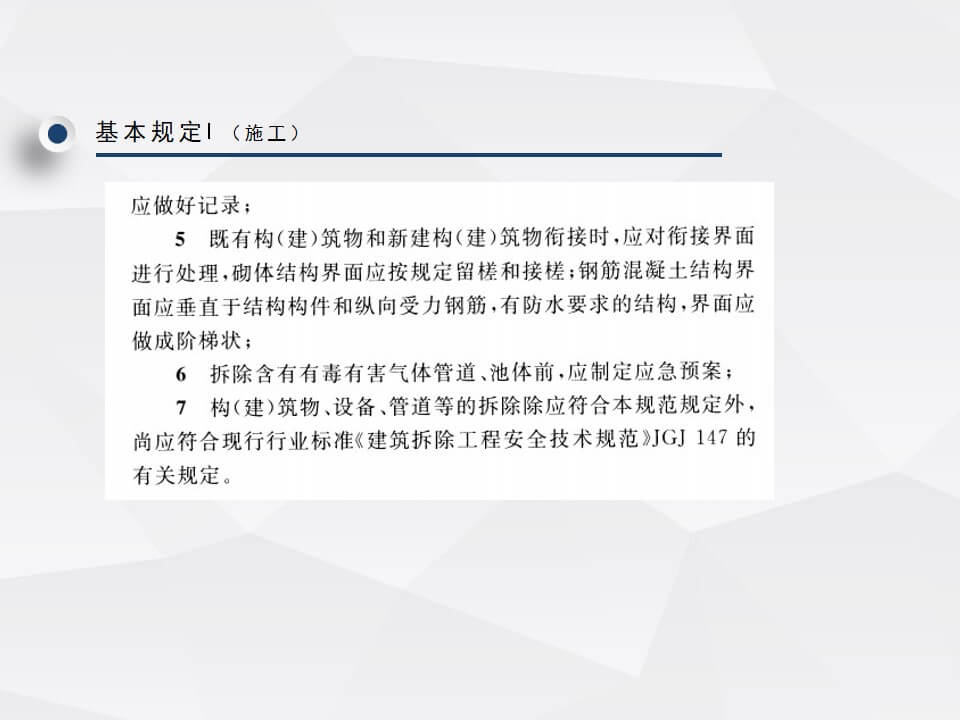 基本规定I （施工）
应做好记录；
5 既有构(建)筑物和新建构(建)筑物衔接时，应对衔接界面
进行处理，砌体结构界面应按规定留槎和接槎；钢筋混凝土结构界
面应垂直于结构构件和纵向受力钢筋，有防水要求的结构，界面应
做成阶梯状；
6 拆除含有有毒有害气体管道、池体前，应制定应急预案；
7 构(建)筑物、设备、管道等的拆除除应符合本规范规定外，
尚应符合现行行业标准《建筑拆除工程安全技术规范》JGJ 147 的
有关规定。